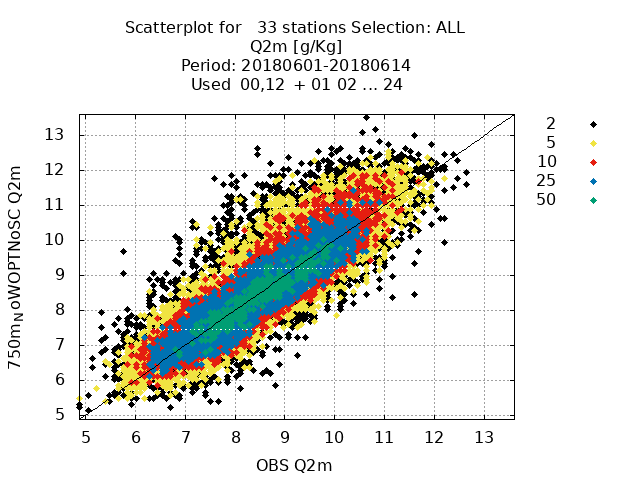 Scatterplot for 33 stations Selection: ALL
Q2m [g/Kg]
Period: 20180601-20180614
Used 00,12 + 01 02 ... 24
2
5
10
25
50
13
12
11
10
9
8
7
6
5
750mNoWOPTNoSC Q2m
5 6 7 8 9 10 11 12 13
OBS Q2m